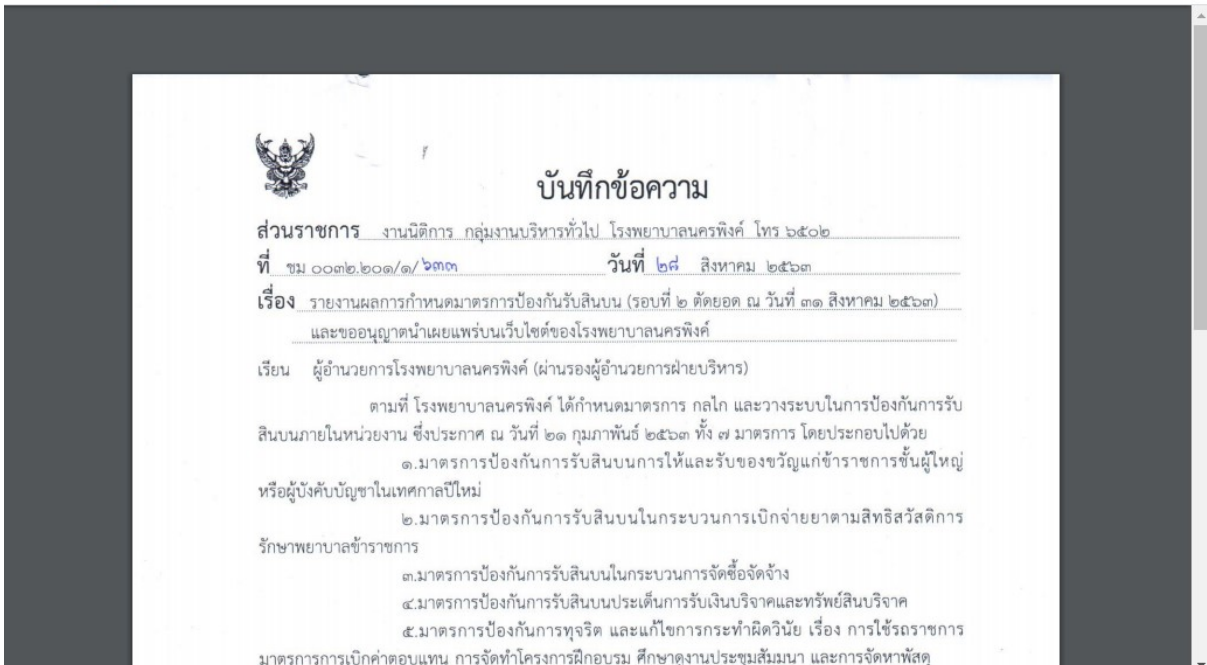 บันทึกข้อความ
ส่วนราชการ งานนิติการ กลุ่มงานบริหารทั่วไป โรงพยาบาลนครพิงค์ โทร ๖๕๐๒
ที่ ชม ๐๐๓๒.๒๐๑/๑/๖๓๓ วันที่ ๒๘ สิงหาคม ๒๕๖๓
เรื่อง รายงานผลการกำหนดมาตรการป้องกันรับสินบน (รอบที่ ๒ ตัดยอด ณ วันที่ ๓๑ สิงหาคม ๒๕๖๓)
และขออนุญาตนำเผยแพร่บนเว็บไซต์ของโรงพยาบาลนครพิงค์
เรียน ผู้อำนวยการโรงพยาบาลนครพิงค์ (ผ่านรองผู้อำนวยการฝ่ายบริหาร)
ตามที่ โรงพยาบาลนครพิงค์ ได้กำหนดมาตรการ กลไก และวางระบบในการป้องกันการรับ
สินบนภายในหน่วยงาน ซึ่งประกาศ ณ วันที่ ๒๑ กุมภาพันธ์ ๒๕๖๓ ทั้ง ๗ มาตรการ โดยประกอบไปด้วย
๑.มาตรการป้องกันการรับสินบนการให้และรับของขวัญแก่ข้าราชการชั้นผู้ใหญ่
หรือผู้บังคับบัญชาในเทศกาลปีใหม่
๒.มาตรการป้องกันการรับสินบนในกระบวนการเบิกจ่ายยาตามสิทธิสวัสดิการ
รักษาพยาบาลข้าราชการ
๓.มาตรการป้องกันการรับสินบนในกระบวนการจัดซื้อจัดจ้าง
๔.มาตรการป้องกันการรับสินบนประเด็นการรับเงินบริจาคและทรัพย์สินบริจาค
๕.มาตรการป้องกันการทุจริต และแก้ไขการกระทำผิดวินัย เรื่อง การใช้รถราชการ
มาตรการการเบิกค่าตอบแทน การจัดทำโครงการฝึกอบรม ศึกษาดูงานประชุมสัมมนา และการจัดหาพัสดุ